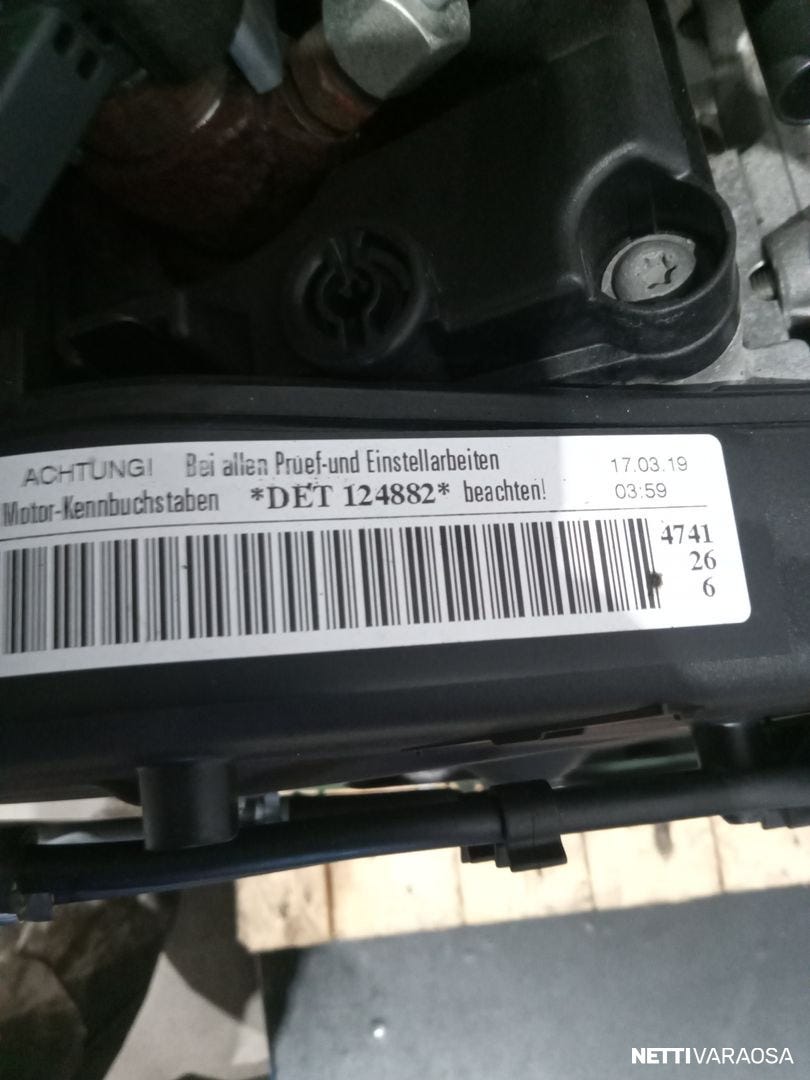 ACHTUNG! Bei allen Pruef-und Einstellarbeiten 17.03.19
Motor-Kennbuchstaben *DET 124882* beachten! 03:59
4741
26
6
NETTIVARAOSA